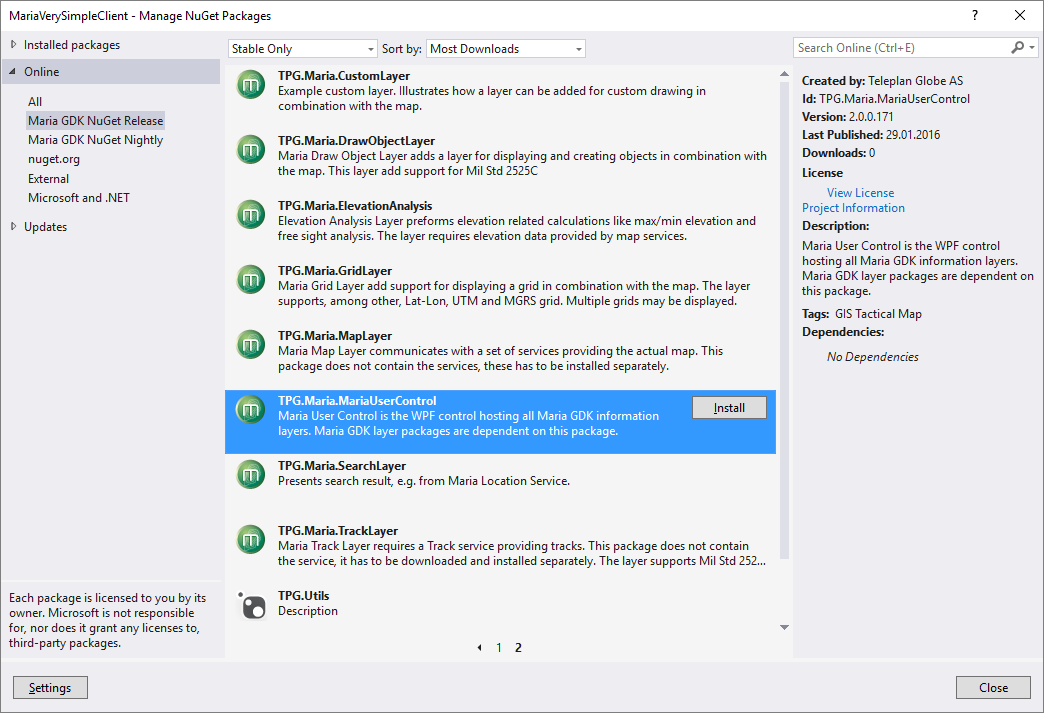 MariaVerySimpleClient - Manage NuGet Packages
?
Installed packages
Online
All
Maria GDK NuGet Release
Maria GDK NuGet Nightly
nuget.org
External
Microsoft and .NET
Updates
Each package is licensed to you by its
owner. Microsoft is not responsible
for, nor does it grant any licenses to,
third-party packages.
Stable Only
Sort by:
Most Downloads
TPG.Maria.CustomLayer
Example custom layer. Illustrates how a layer can be added for custom drawing in
combination with the map.
TPG.Maria.DrawObjectLayer
Maria Draw Object Layer adds a layer for displaying and creating objects in combination with
the map. This layer add support for Mil Std 2525C
TPG.Maria.ElevationAnalysis
Elevation Analysis Layer preforms elevation related calculations like max/min elevation and
free sight analysis. The layer requires elevation data provided by map services.
TPG.Maria.GridLayer
Maria Grid Layer add support for displaying a grid in combination with the map. The layer
supports, among other, Lat-Lon, UTM and MGRS grid. Multiple grids may be displayed.
TPG.Maria.MapLayer
Maria Map Layer communicates with a set of services providing the actual map. This
package does not contain the services, these has to be installed separately.
TPG.Maria.MariaUserControl
Maria User Control is the WPF control hosting all Maria GDK information
layers. Maria GDK layer packages are dependent on this package.
Install
TPG.Maria.SearchLayer
Presents search result, e.g. from Maria Location Service.
TPG.Maria.TrackLayer
Maria Track Layer requires a Track service providing tracks. This package does not contain
the service, it has to be downloaded and installed separately. The layer supports Mil Std 252...
TPG.Utils
Description
1 2
Search Online (Ctrl+E)
Created by: Teleplan Globe AS
Id: TPG.Maria.MariaUserControl
Version: 2.0.0.171
Last Published: 29.01.2016
Downloads: 0
License
View License
Project Information
Description:
Maria User Control is the WPF control
hosting all Maria GDK information layers.
Maria GDK layer packages are dependent on
this package.
Tags: GIS Tactical Map
Dependencies:
No Dependencies
Settings
Close